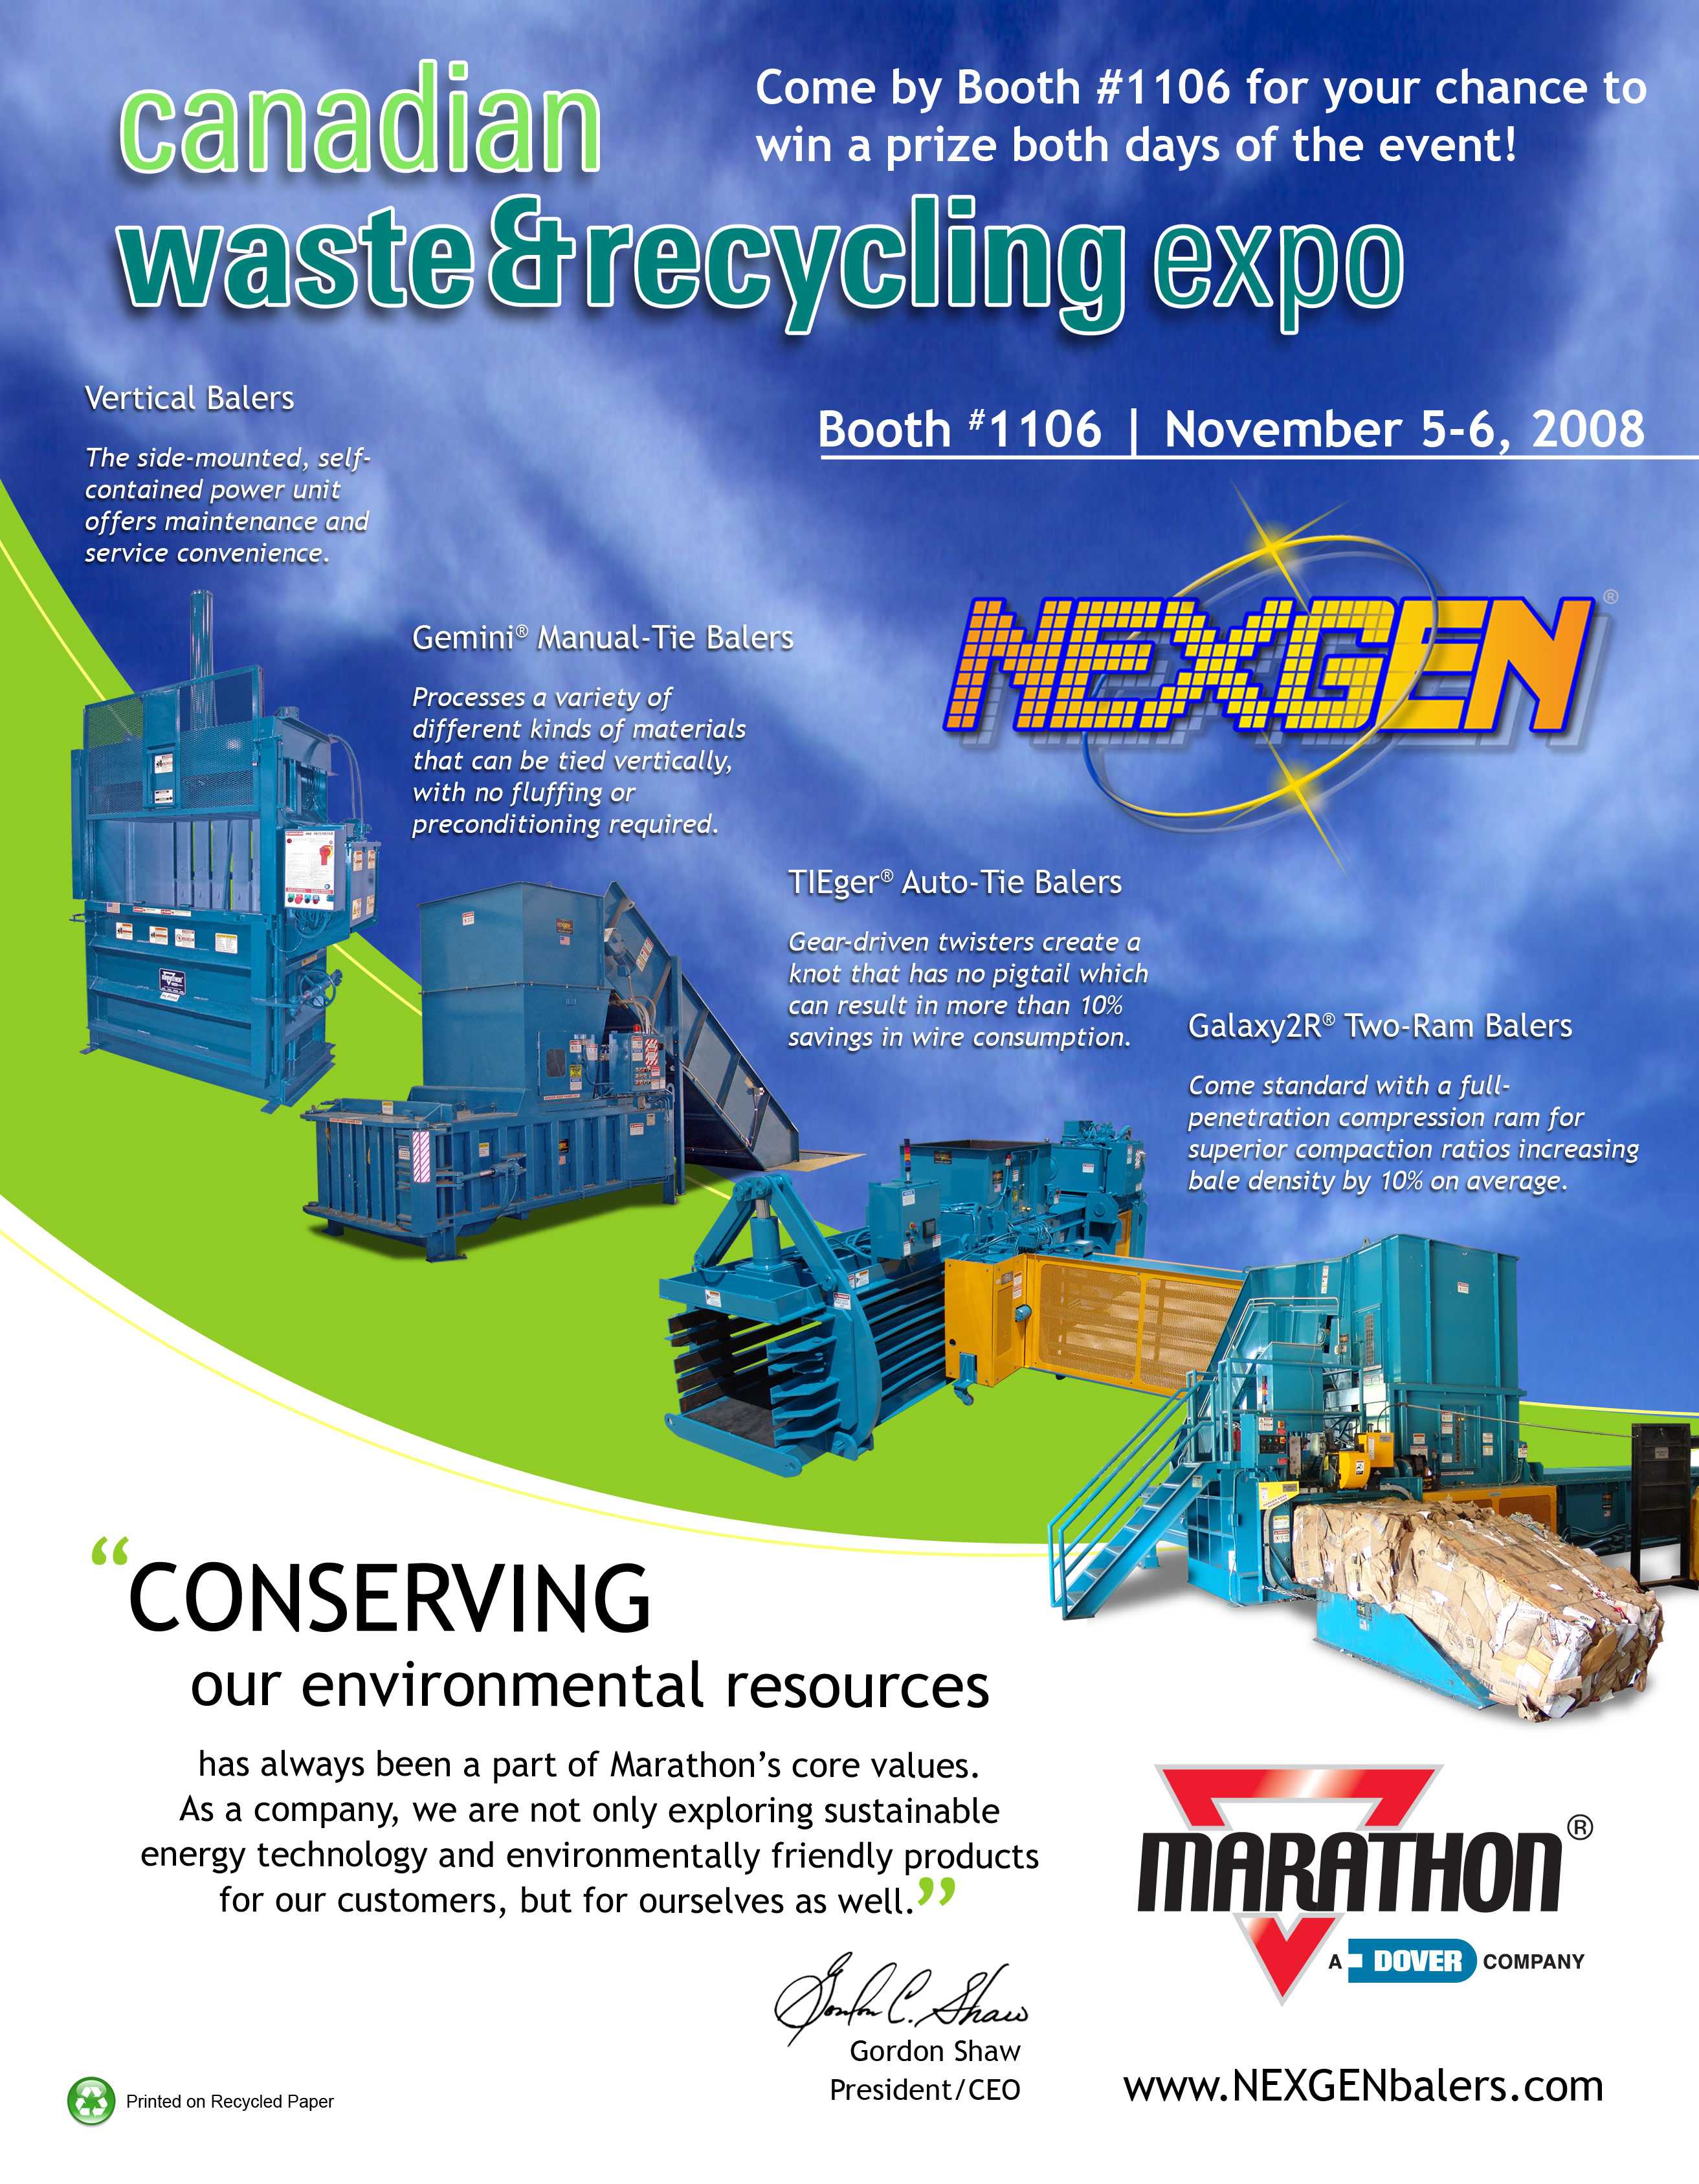 canadian
Come by Booth #1106 for your chance to
win a prize both days of the event!
waste&recycling expo
Booth #1106 | November 5-6, 2008
Vertical Balers
The side-mounted, self-
contained power unit
offers maintenance and
service convenience.
NEXGEN®
Gemini® Manual-Tie Balers
Processes a variety of
different kinds of materials
that can be tied vertically,
with no fluffing or
preconditioning required.
TIEger® Auto-Tie Balers
Gear-driven twisters create a
knot that has no pigtail which
can result in more than 10%
savings in wire consumption.
Galaxy2R® Two-Ram Balers
Come standard with a full-
penetration compression ram for
superior compaction ratios increasing
bale density by 10% on average.
“CONSERVING
our environmental resources
has always been a part of Marathon’s core values.
As a company, we are not only exploring sustainable
energy technology and environmentally friendly products
for our customers, but for ourselves as well.”
Gordon C. Shaw
Gordon Shaw
President/CEO
MARATHON®
A DOVER COMPANY
www.NEXGENbalers.com
Printed on Recycled Paper